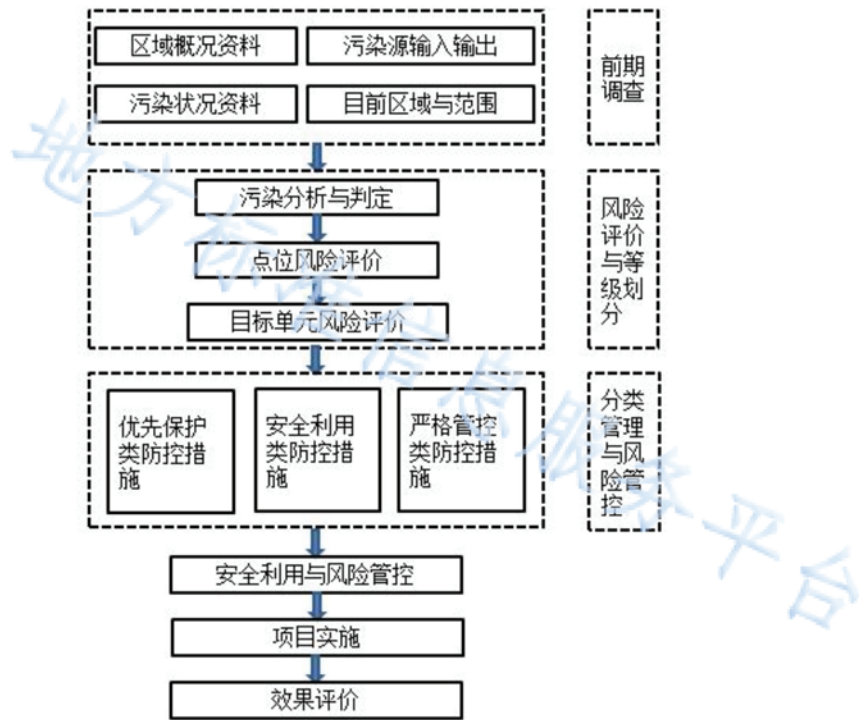 区域概况资料
污染源输入输出
污染状况资料
目前区域与范围
前期
调查
污染分析与判定
点位风险评价
目标单元风险评价
风险
评价
与等
级划
分
优先保护
类防控措
施
安全利用
类防控措
施
严格管控
类防控措
施
分类
管理
与风
险管
控
安全利用与风险管控
项目实施
效果评价
地方标准信息服务平台